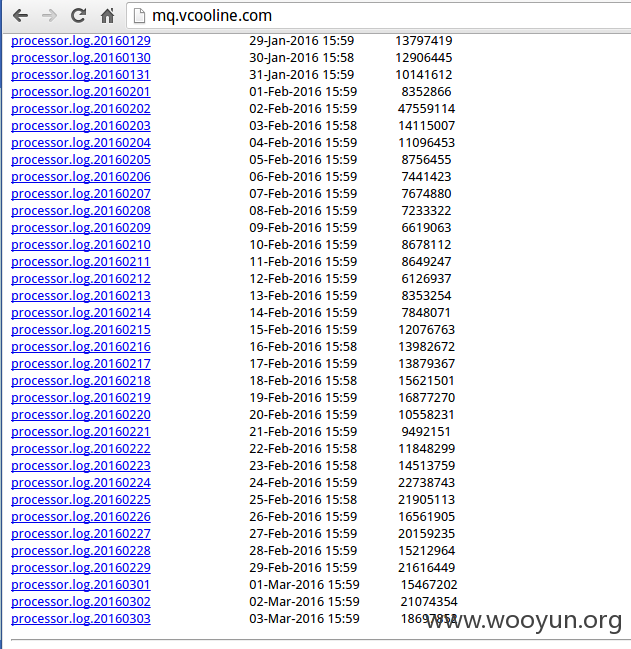 mq.vcooline.com
processor.log.20160129 29-Jan-2016 15:59 13797419
processor.log.20160130 30-Jan-2016 15:58 12906445
processor.log.20160131 31-Jan-2016 15:59 10141612
processor.log.20160201 01-Feb-2016 15:59 8352866
processor.log.20160202 02-Feb-2016 15:59 47559114
processor.log.20160203 03-Feb-2016 15:58 14115007
processor.log.20160204 04-Feb-2016 15:59 11096453
processor.log.20160205 05-Feb-2016 15:59 8756455
processor.log.20160206 06-Feb-2016 15:59 7441423
processor.log.20160207 07-Feb-2016 15:59 7674880
processor.log.20160208 08-Feb-2016 15:59 7233322
processor.log.20160209 09-Feb-2016 15:59 6619063
processor.log.20160210 10-Feb-2016 15:59 8678112
processor.log.20160211 11-Feb-2016 15:59 8649247
processor.log.20160212 12-Feb-2016 15:59 6126937
processor.log.20160213 13-Feb-2016 15:59 8353254
processor.log.20160214 14-Feb-2016 15:59 7848071
processor.log.20160215 15-Feb-2016 15:59 12076763
processor.log.20160216 16-Feb-2016 15:58 13982672
processor.log.20160217 17-Feb-2016 15:59 13879367
processor.log.20160218 18-Feb-2016 15:58 15621501
processor.log.20160219 19-Feb-2016 15:59 16877270
processor.log.20160220 20-Feb-2016 15:59 10558231
processor.log.20160221 21-Feb-2016 15:59 9492151
processor.log.20160222 22-Feb-2016 15:58 11848299
processor.log.20160223 23-Feb-2016 15:58 14513759
processor.log.20160224 24-Feb-2016 15:59 22738743
processor.log.20160225 25-Feb-2016 15:58 21905113
processor.log.20160226 26-Feb-2016 15:59 16561905
processor.log.20160227 27-Feb-2016 15:59 20159235
processor.log.20160228 28-Feb-2016 15:59 15212964
processor.log.20160229 29-Feb-2016 15:59 21616449
processor.log.20160301 01-Mar-2016 15:59 15467202
processor.log.20160302 02-Mar-2016 15:59 21074354
processor.log.20160303 03-Mar-2016 15:59
www.wooyun.org